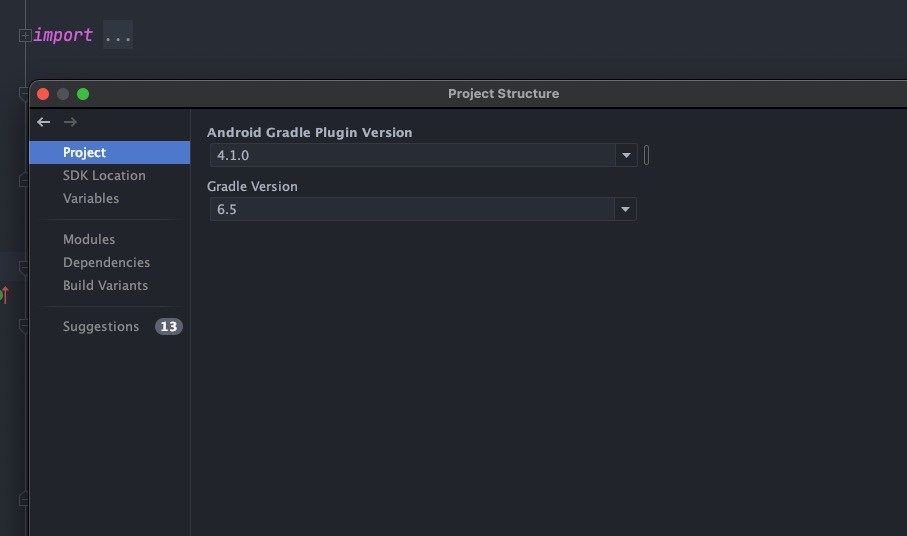 import ...
Project Structure
Project
SDK Location
Variables
Modules
Dependencies
Build Variants
Suggestions 13
Android Gradle Plugin Version
4.1.0
Gradle Version
6.5